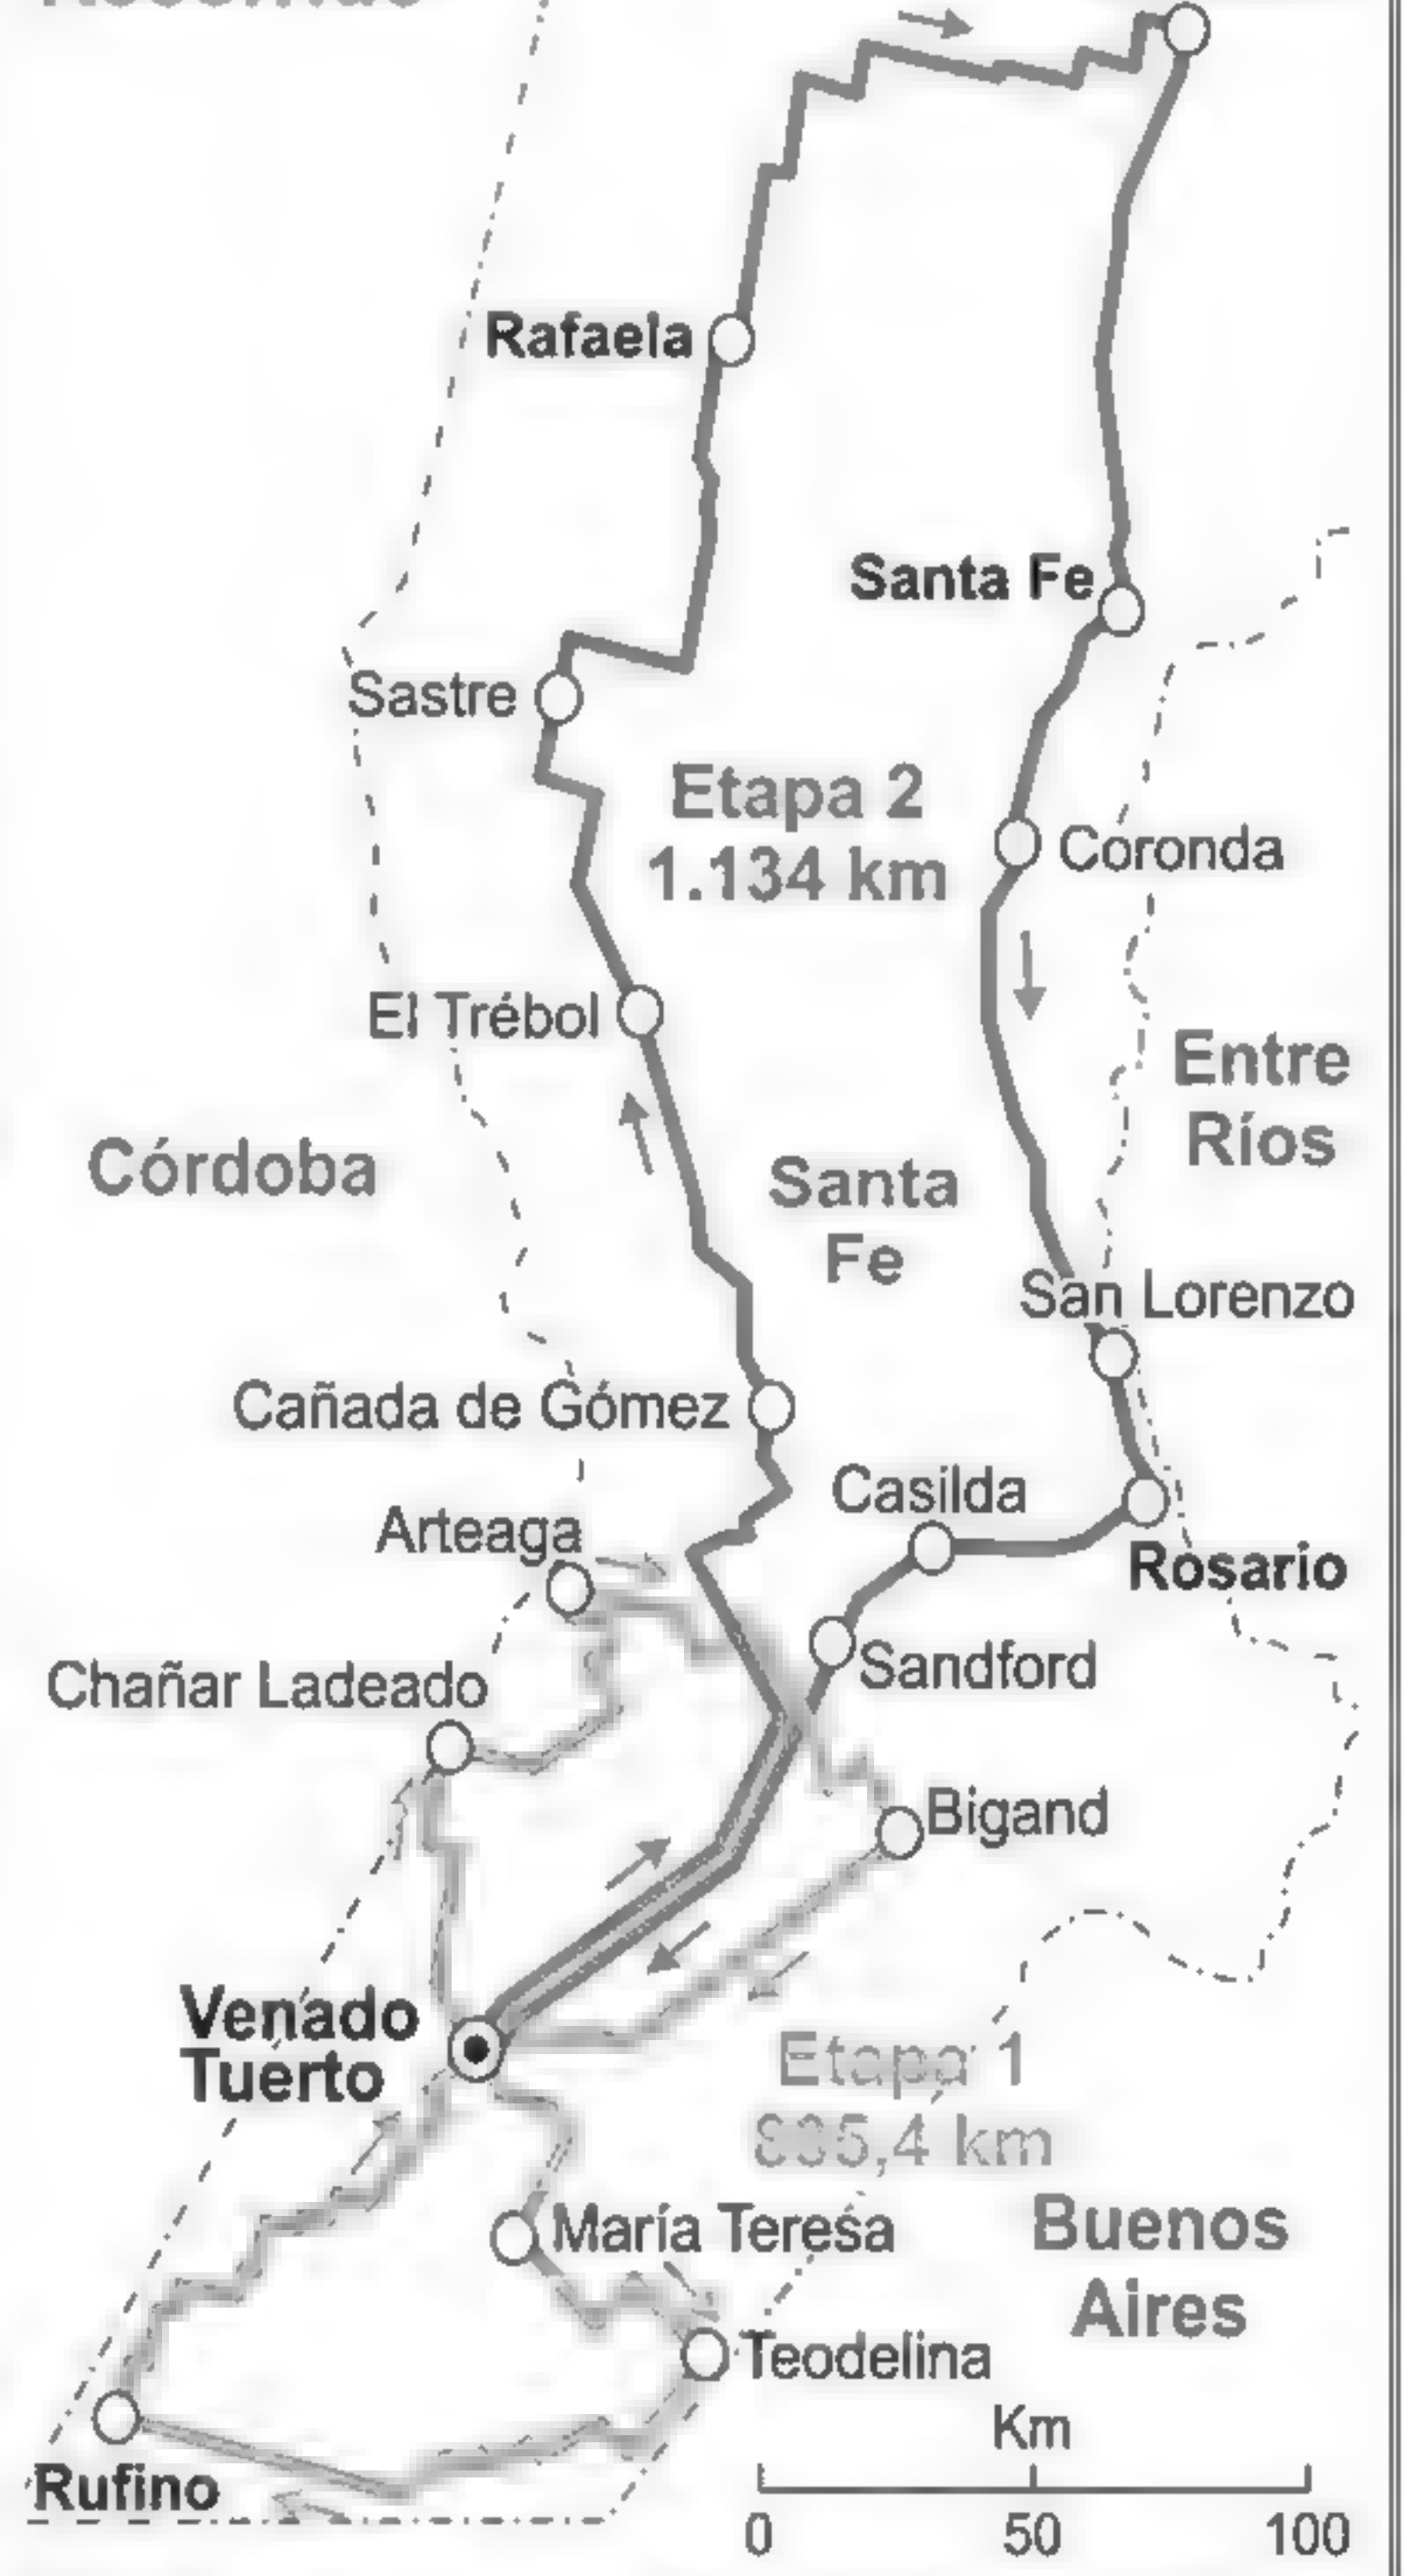 Rafaela
Santa Fe
Sastre
Etapa 2
1.134 km
Coronda
El Trébol
Entre
Ríos
Córdoba
Santa
Fe
San Lorenzo
Cañada de Gómez
Casilda
Arteaga
Rosario
Sandford
Chañar Ladeado
Bigand
Venado
Tuerto
Etapa 1
km
María Teresa
Buenos
Aires
Teodelina
Km
Rufino
0 50 100